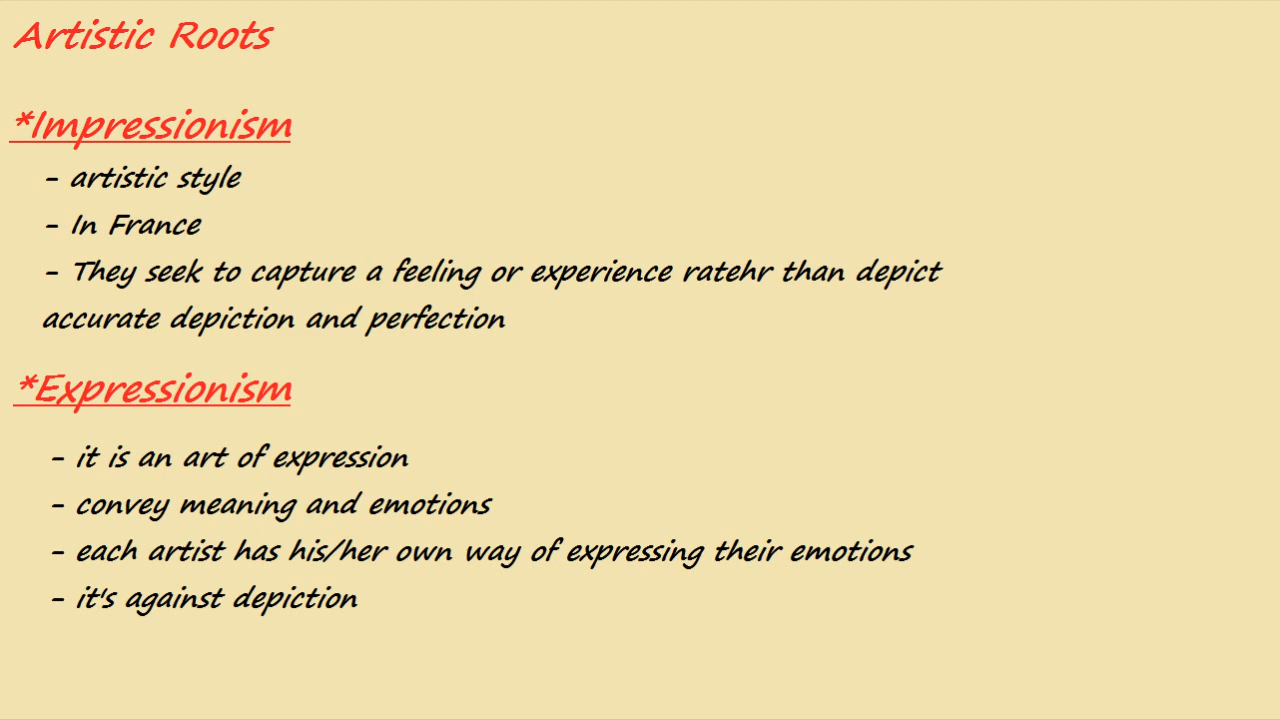 Artistic Roots
*Impressionism
- artistic style
- In France
- They seek to capture a feeling or experience ratehr than depict
accurate depiction and perfection
*Expressionism
- it is an art of expression
- convey meaning and emotions
- each artist has his/her own way of expressing their emotions
- it's against depiction